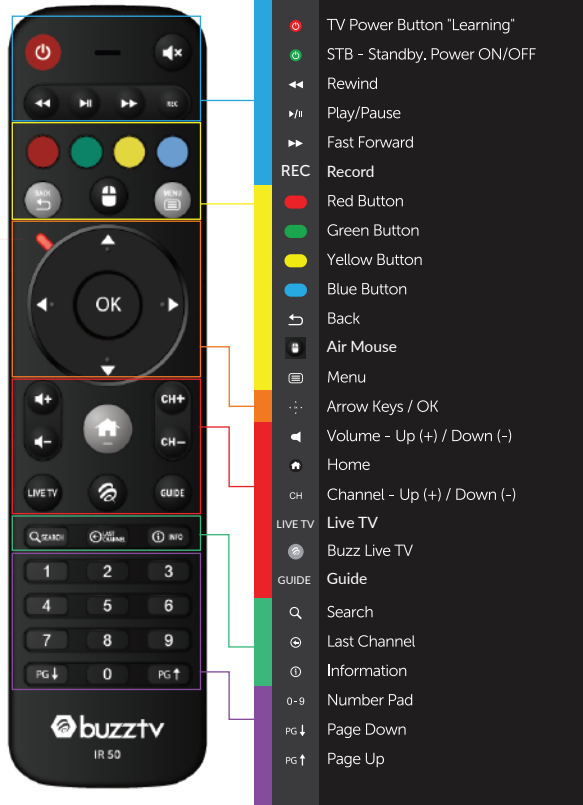 REC
BACK
MENU
OK
CH+
CH−
LIVE TV
GUIDE
SEARCH
LAST
CHANNEL
INFO
1 2 3
4 5 6
7 8 9
PG↓ 0 PG↑
buzztv
IR 50
TV Power Button "Learning"
STB - Standby. Power ON/OFF
Rewind
Play/Pause
Fast Forward
REC Record
Red Button
Green Button
Yellow Button
Blue Button
Back
Air Mouse
Menu
Arrow Keys / OK
Volume - Up (+) / Down (-)
Home
CH Channel - Up (+) / Down (-)
LIVE TV Live TV
Buzz Live TV
GUIDE Guide
Search
Last Channel
Information
0-9 Number Pad
PG↓ Page Down
PG↑ Page Up